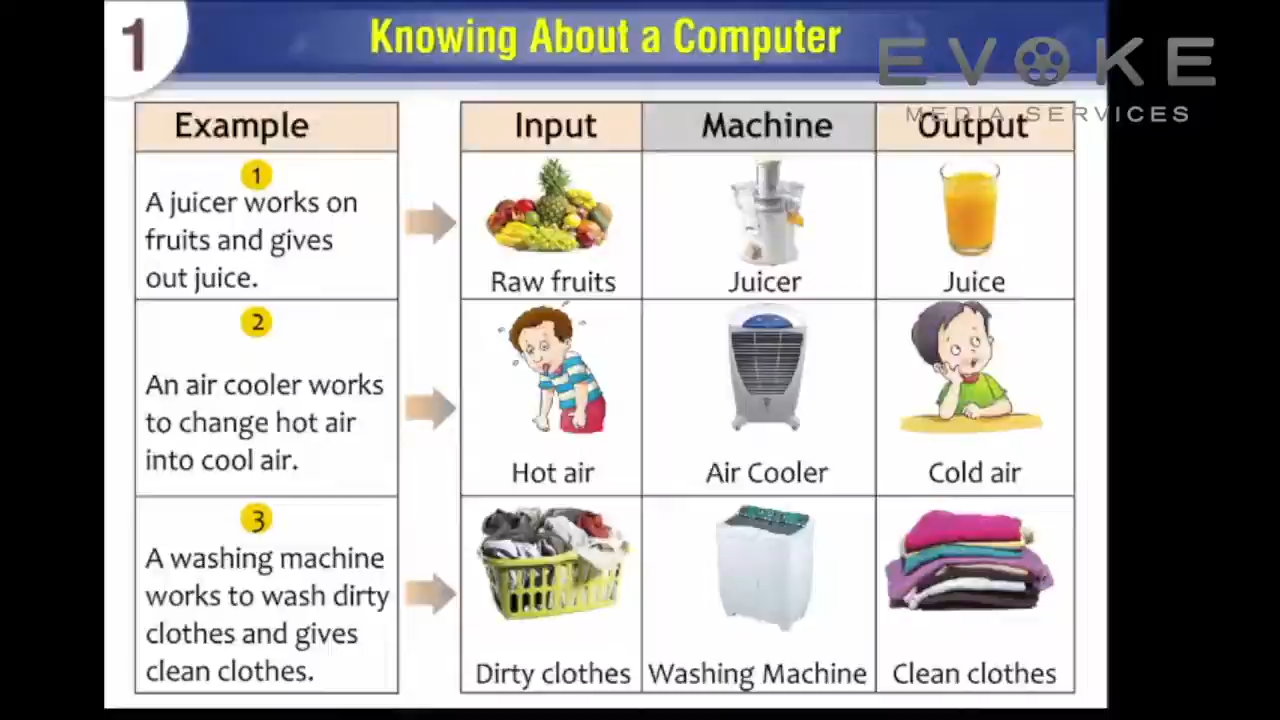 1
Knowing About a Computer
EVOKE
MEDIA SERVICES
Example
Input
Machine
Output
1
A juicer works on
fruits and gives
out juice.
Raw fruits
Juicer
Juice
2
An air cooler works
to change hot air
into cool air.
Hot air
Air Cooler
Cold air
3
A washing machine
works to wash dirty
clothes and gives
clean clothes.
Dirty clothes
Washing Machine
Clean clothes